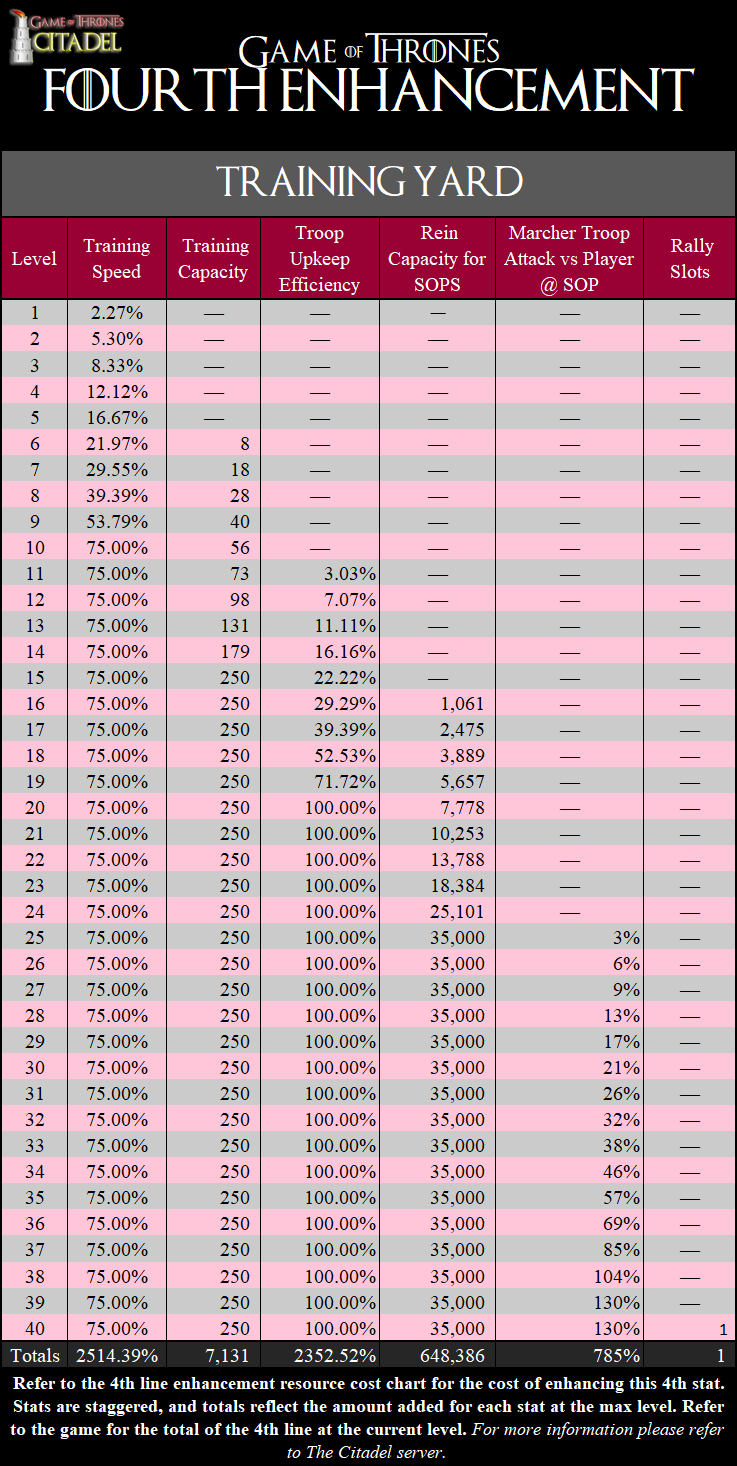 GAME OF THRONES
CITADEL
GAME OF THRONES
FOURTH ENHANCEMENT
TRAINING YARD
Level Training Speed Training Capacity Troop Upkeep Efficiency Rein Capacity for SOPS Marcher Troop Attack vs Player @ SOP Rally Slots
1 2.27% — — — — —
2 5.30% — — — — —
3 8.33% — — — — —
4 12.12% — — — — —
5 16.67% — — — — —
6 21.97% 8 — — — —
7 29.55% 18 — — — —
8 39.39% 28 — — — —
9 53.79% 40 — — — —
10 75.00% 56 — — — —
11 75.00% 73 3.03% — — —
12 75.00% 98 7.07% — — —
13 75.00% 131 11.11% — — —
14 75.00% 179 16.16% — — —
15 75.00% 250 22.22% — — —
16 75.00% 250 29.29% 1,061 — —
17 75.00% 250 39.39% 2,475 — —
18 75.00% 250 52.53% 3,889 — —
19 75.00% 250 71.72% 5,657 — —
20 75.00% 250 100.00% 7,778 — —
21 75.00% 250 100.00% 10,253 — —
22 75.00% 250 100.00% 13,788 — —
23 75.00% 250 100.00% 18,384 — —
24 75.00% 250 100.00% 25,101 — —
25 75.00% 250 100.00% 35,000 3% —
26 75.00% 250 100.00% 35,000 6% —
27 75.00% 250 100.00% 35,000 9% —
28 75.00% 250 100.00% 35,000 13% —
29 75.00% 250 100.00% 35,000 17% —
30 75.00% 250 100.00% 35,000 21% —
31 75.00% 250 100.00% 35,000 26% —
32 75.00% 250 100.00% 35,000 32% —
33 75.00% 250 100.00% 35,000 38% —
34 75.00% 250 100.00% 35,000 46% —
35 75.00% 250 100.00% 35,000 57% —
36 75.00% 250 100.00% 35,000 69% —
37 75.00% 250 100.00% 35,000 85% —
38 75.00% 250 100.00% 35,000 104% —
39 75.00% 250 100.00% 35,000 130% —
40 75.00% 250 100.00% 35,000 130% 1
Totals 2514.39% 7,131 2352.52% 648,386 785% 1
Refer to the 4th line enhancement resource cost chart for the cost of enhancing this 4th stat.
Stats are staggered, and totals reflect the amount added for each stat at the max level. Refer
to the game for the total of the 4th line at the current level. For more information please refer
to The Citadel server.